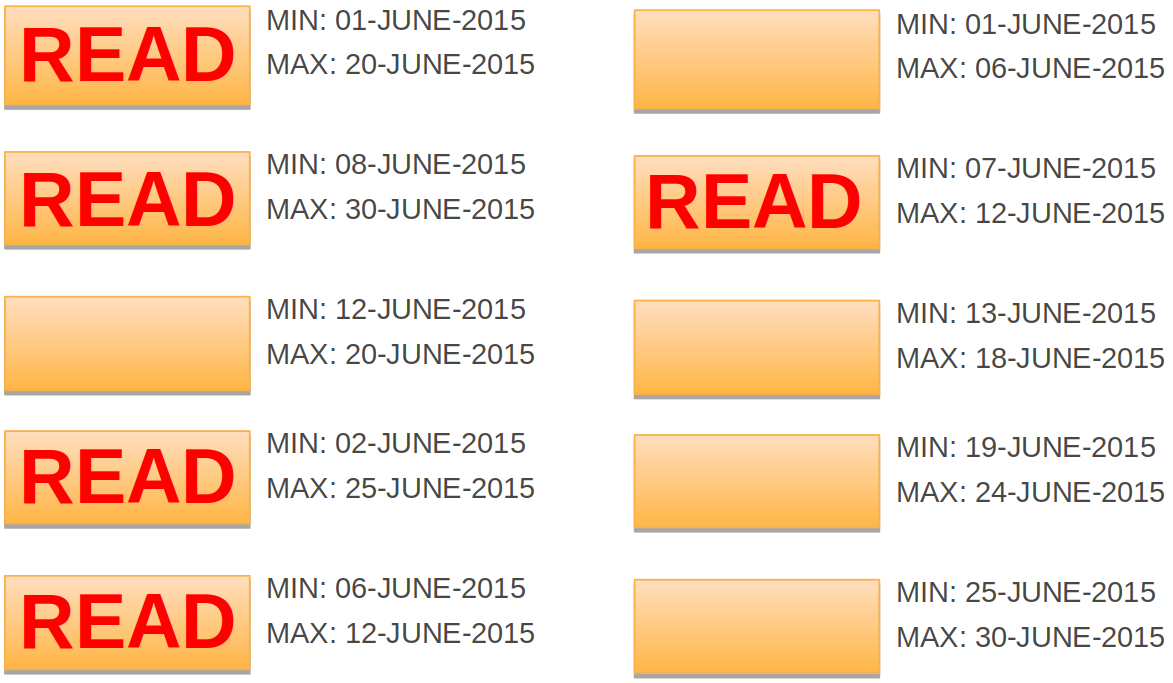 READ
MIN: 01-JUNE-2015
MAX: 20-JUNE-2015
READ
MIN: 08-JUNE-2015
MAX: 30-JUNE-2015
MIN: 12-JUNE-2015
MAX: 20-JUNE-2015
READ
MIN: 02-JUNE-2015
MAX: 25-JUNE-2015
READ
MIN: 06-JUNE-2015
MAX: 12-JUNE-2015
MIN: 01-JUNE-2015
MAX: 06-JUNE-2015
READ
MIN: 07-JUNE-2015
MAX: 12-JUNE-2015
MIN: 13-JUNE-2015
MAX: 18-JUNE-2015
MIN: 19-JUNE-2015
MAX: 24-JUNE-2015
MIN: 25-JUNE-2015
MAX: 30-JUNE-2015